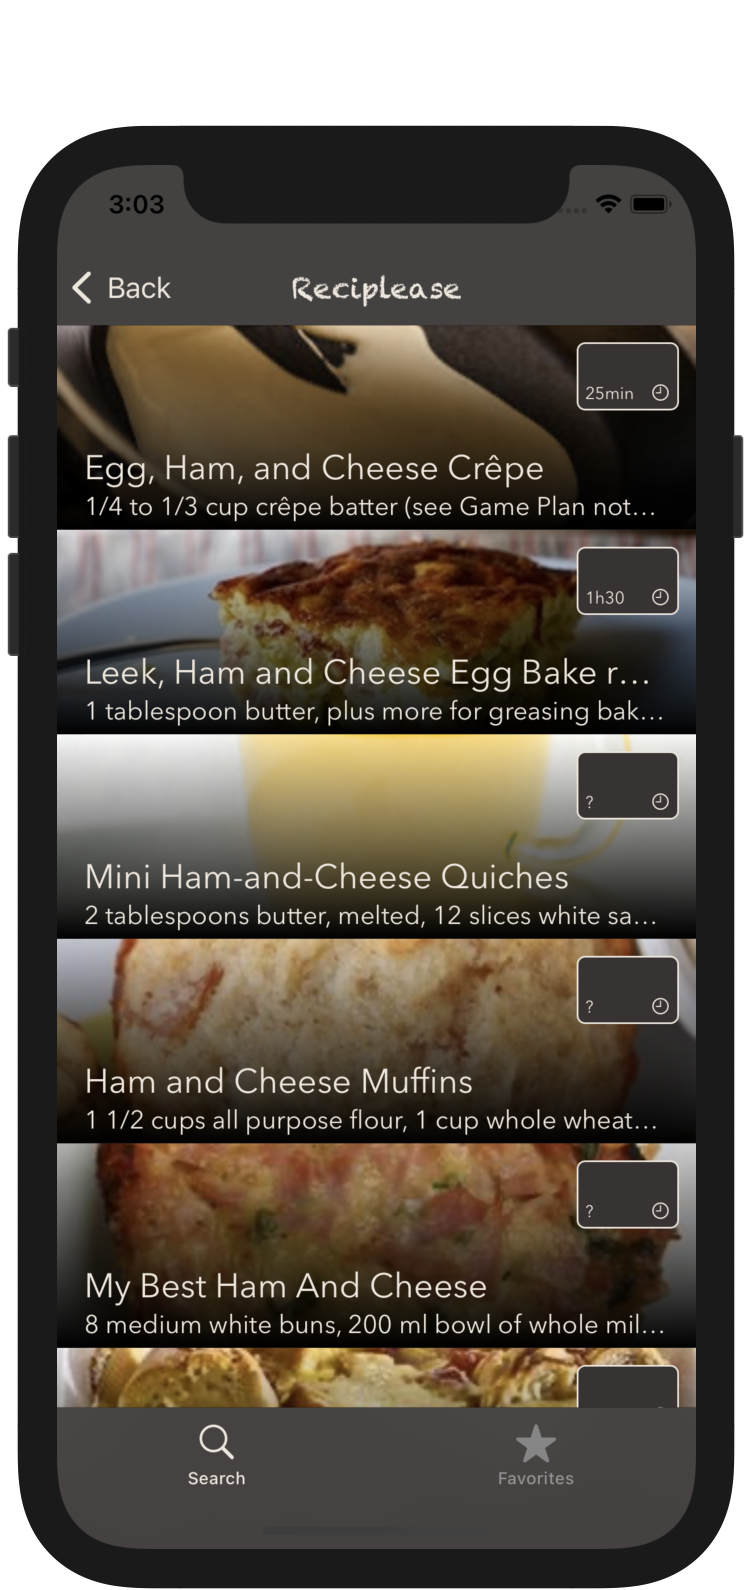 3:03
Back
Reciplease
25min
Egg, Ham, and Cheese Crêpe
1/4 to 1/3 cup crêpe batter (see Game Plan not…
1h30
Leek, Ham and Cheese Egg Bake r…
1 tablespoon butter, plus more for greasing bak…
?
Mini Ham-and-Cheese Quiches
2 tablespoons butter, melted, 12 slices white sa…
?
Ham and Cheese Muffins
1 1/2 cups all purpose flour, 1 cup whole wheat…
?
My Best Ham And Cheese
8 medium white buns, 200 ml bowl of whole mil…
Search
Favorites